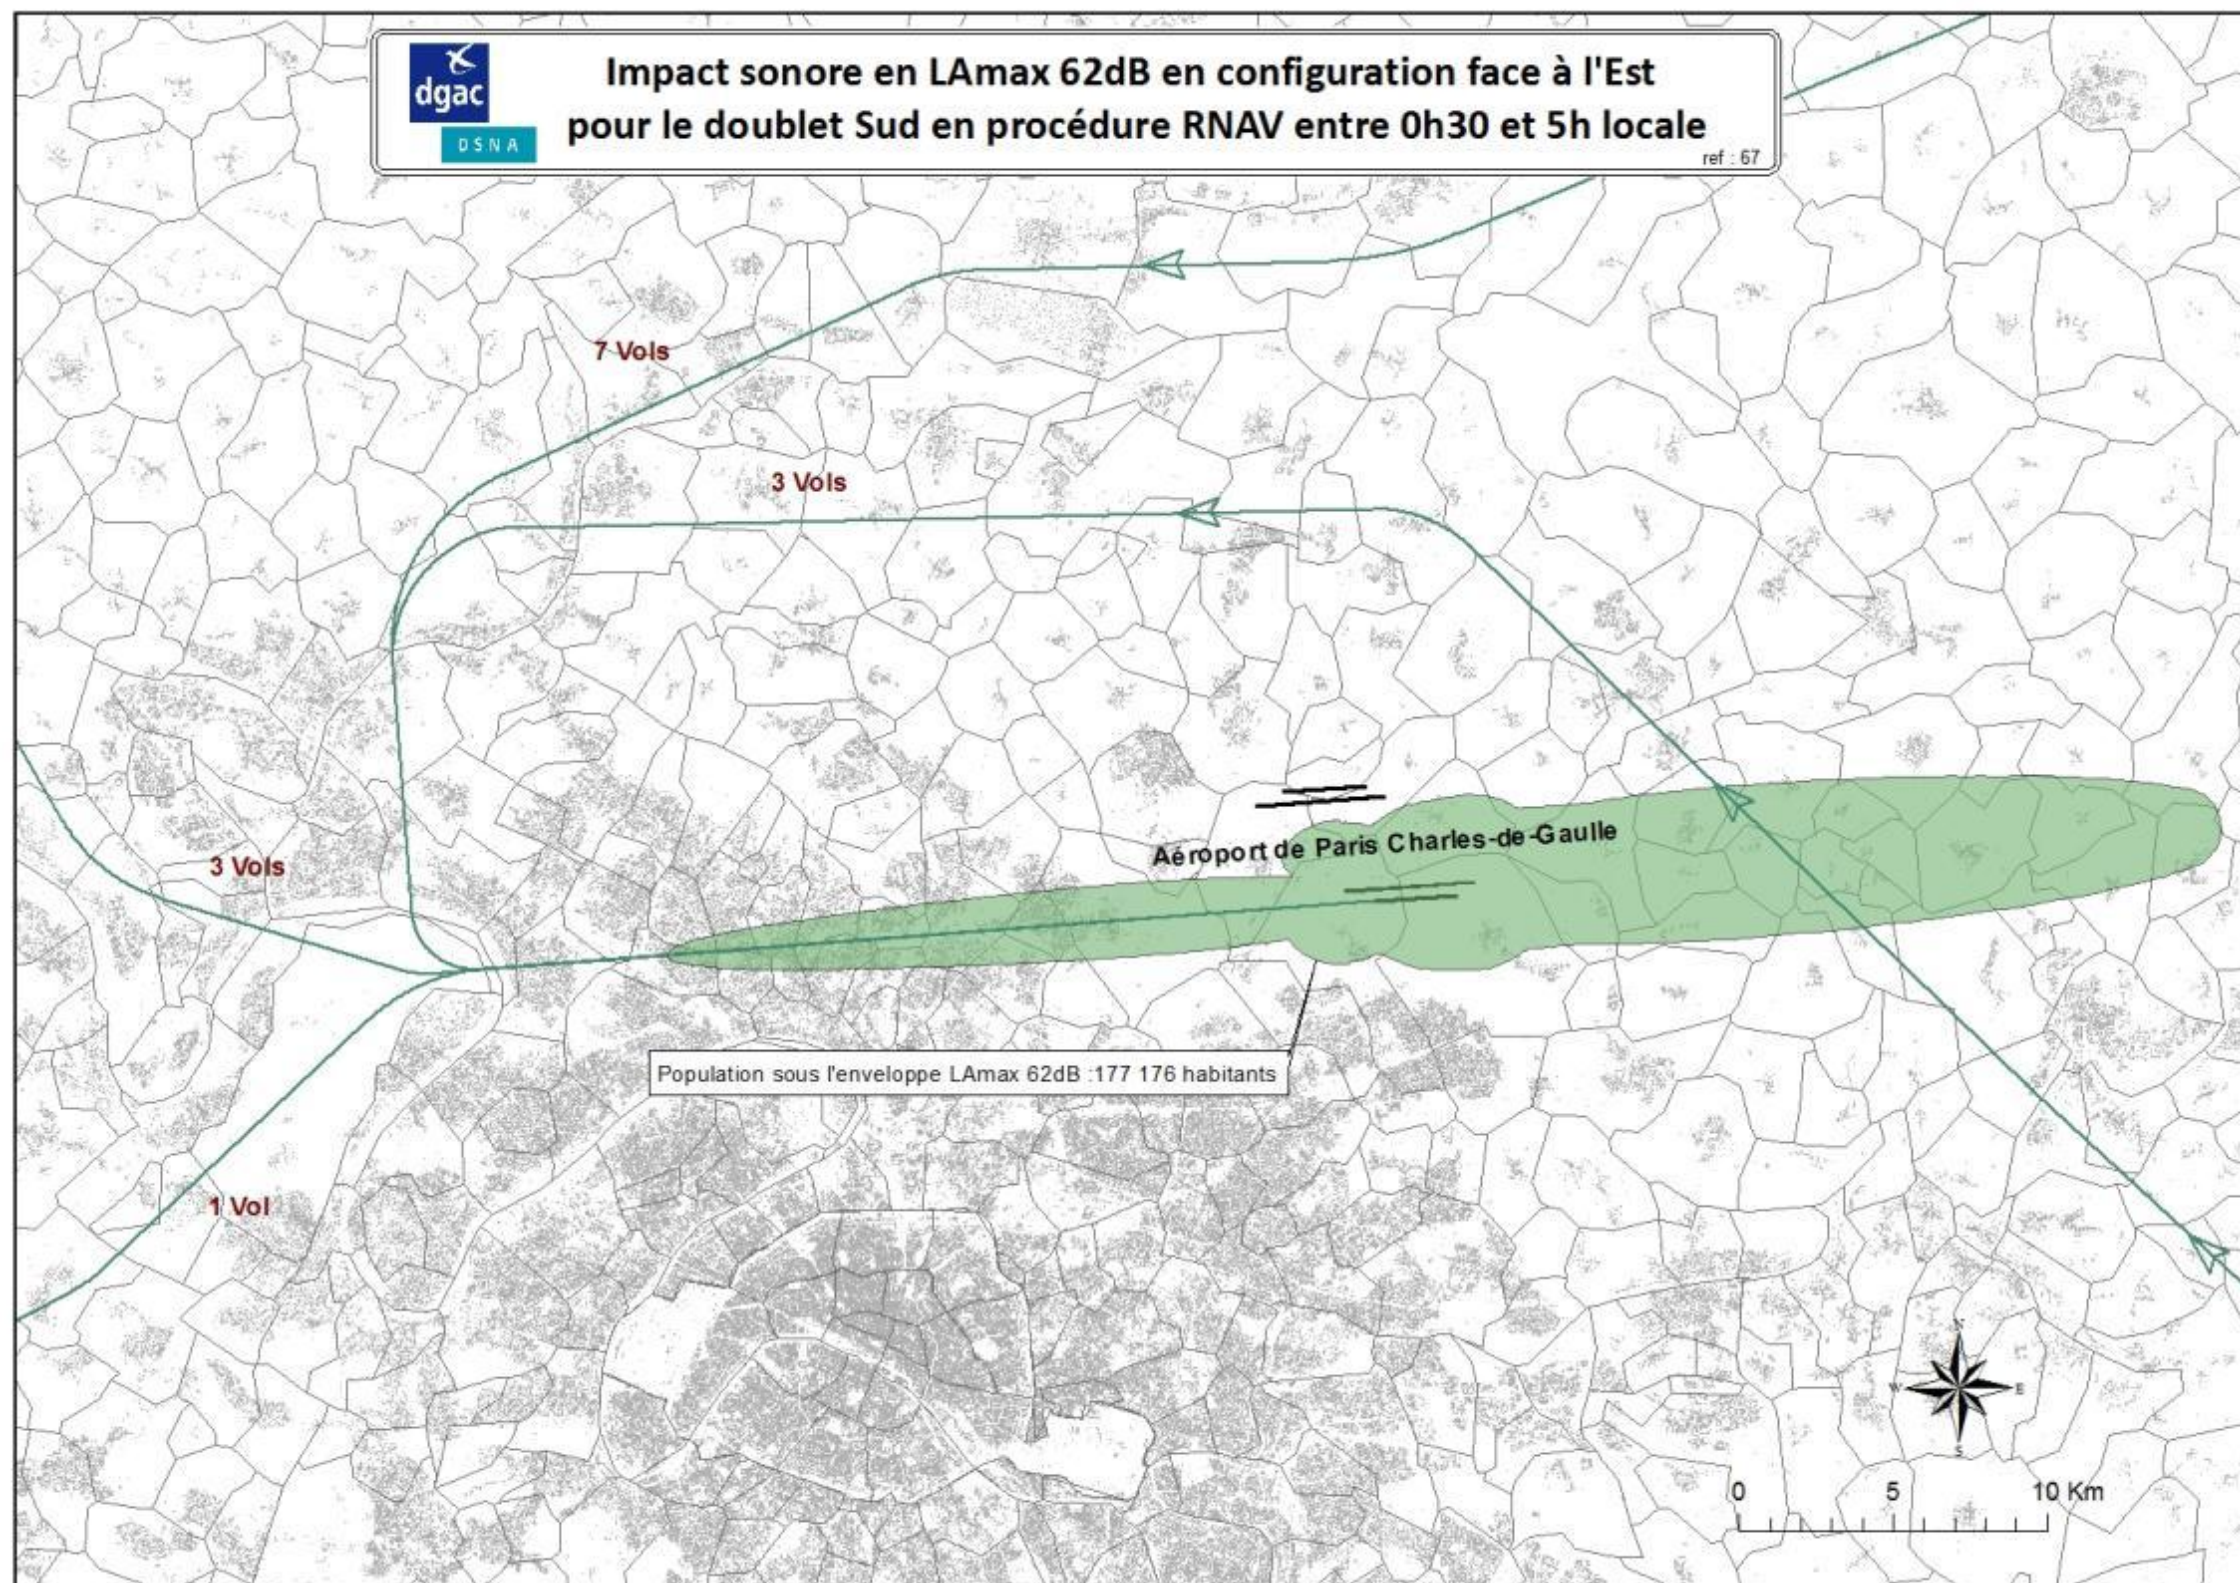 dgac
DSNA
Impact sonore en LAmax 62dB en configuration face à l'Est
pour le doublet Sud en procédure RNAV entre 0h30 et 5h locale
ref : 67
7 Vols
3 Vols
Aéroport de Paris Charles-de-Gaulle
3 Vols
Population sous l'enveloppe LAmax 62dB :177 176 habitants
1 Vol
N
W
E
S
0 5 10 Km